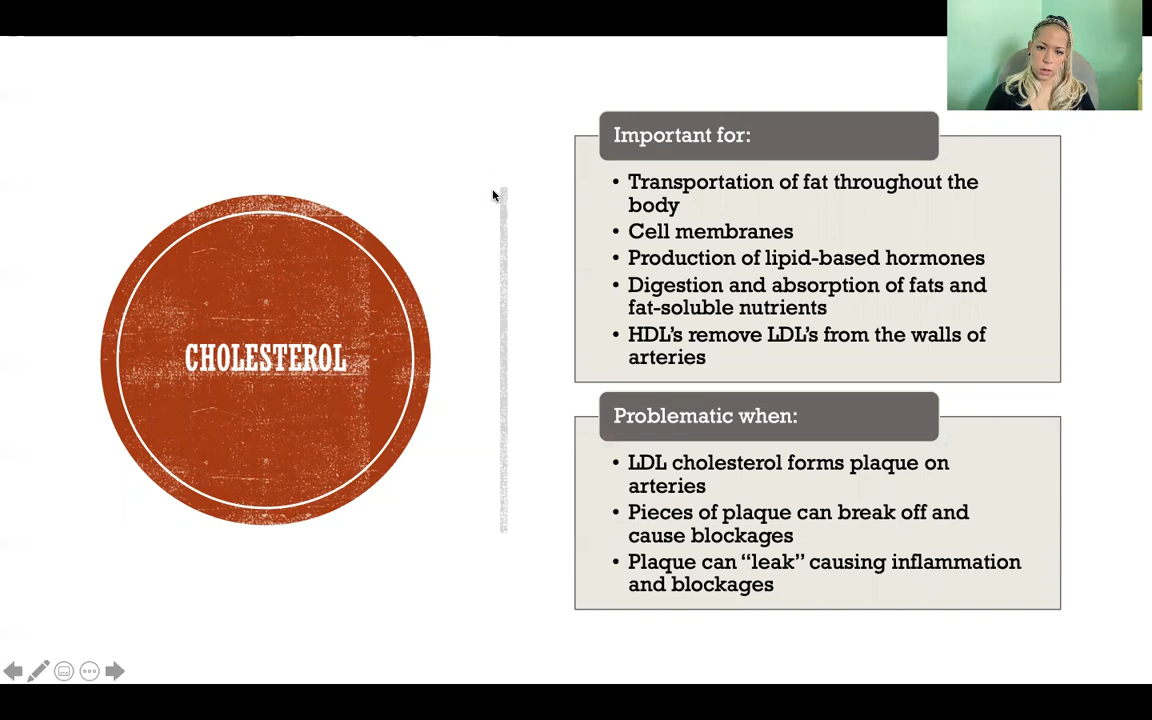 CHOLESTEROL
Important for:
• Transportation of fat throughout the
body
• Cell membranes
• Production of lipid-based hormones
• Digestion and absorption of fats and
fat-soluble nutrients
• HDL’s remove LDL’s from the walls of
arteries
Problematic when:
• LDL cholesterol forms plaque on
arteries
• Pieces of plaque can break off and
cause blockages
• Plaque can “leak” causing inflammation
and blockages